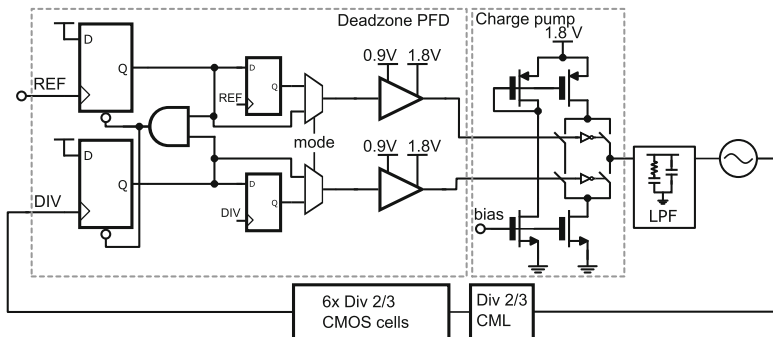 Deadzone PFD
Charge pump
1.8 V
D
Q
REF
D
Q
REF
0.9V 1.8V
mode
D
Q
DIV
D
Q
DIV
0.9V 1.8V
bias
LPF
6x Div 2/3
CMOS cells
Div 2/3
CML